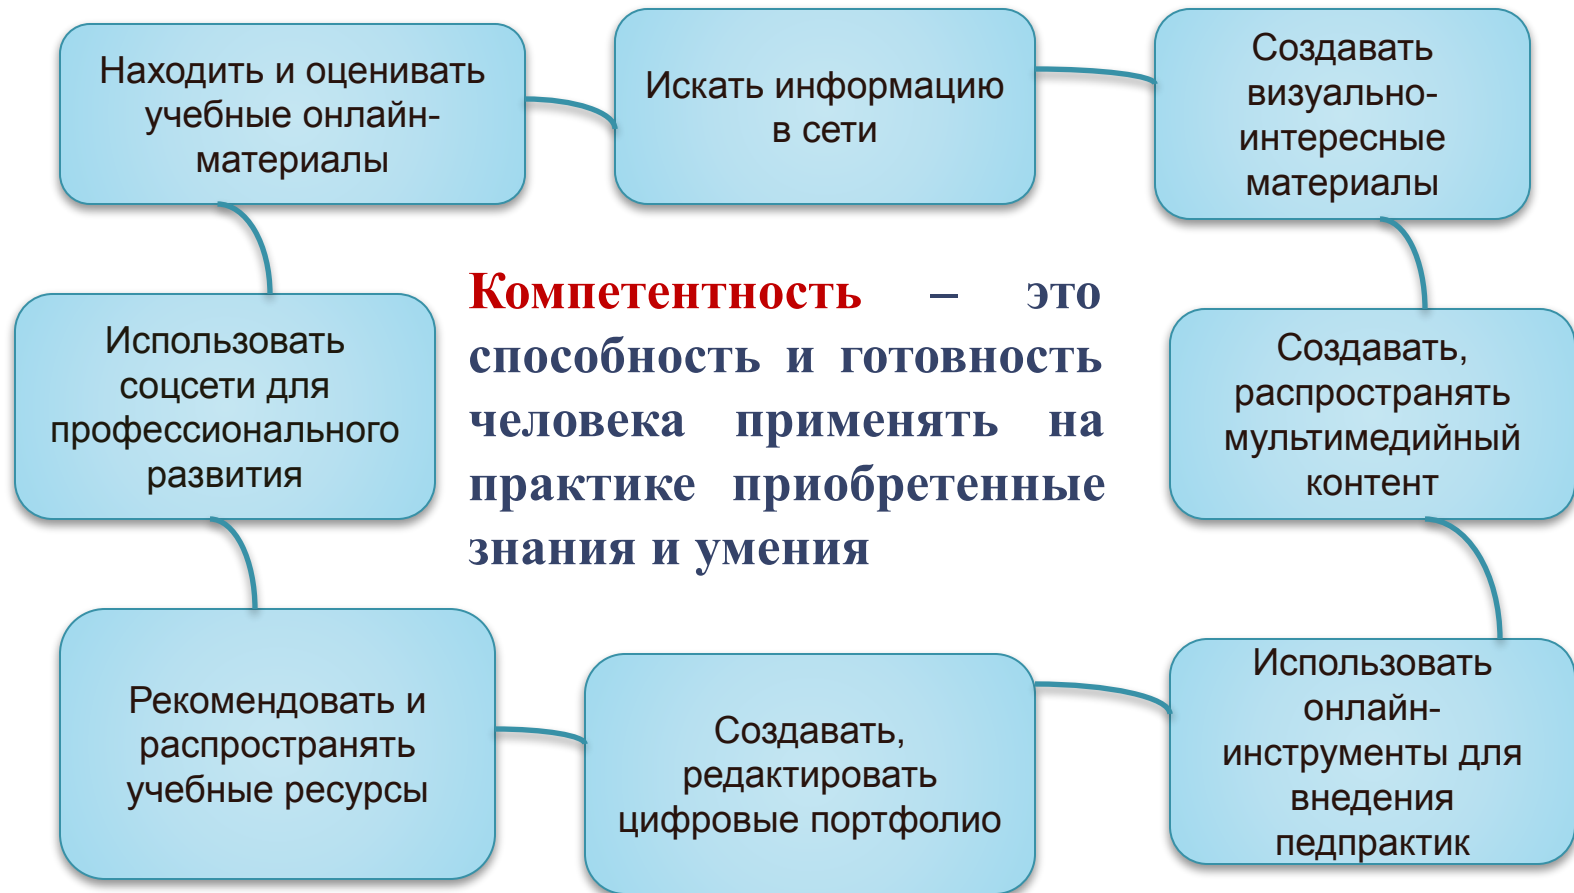 Находить и оценивать
учебные онлайн-
материалы
Искать информацию
в сети
Создавать
визуально-
интересные
материалы
Использовать
соцсети для
профессионального
развития
Компетентность – это
способность и готовность
человека применять на
практике приобретенные
знания и умения
Создавать,
распространять
мультимедийный
контент
Рекомендовать и
распространять
учебные ресурсы
Создавать,
редактировать
цифровые портфолио
Использовать
онлайн-
инструменты для
внедения
педпрактик